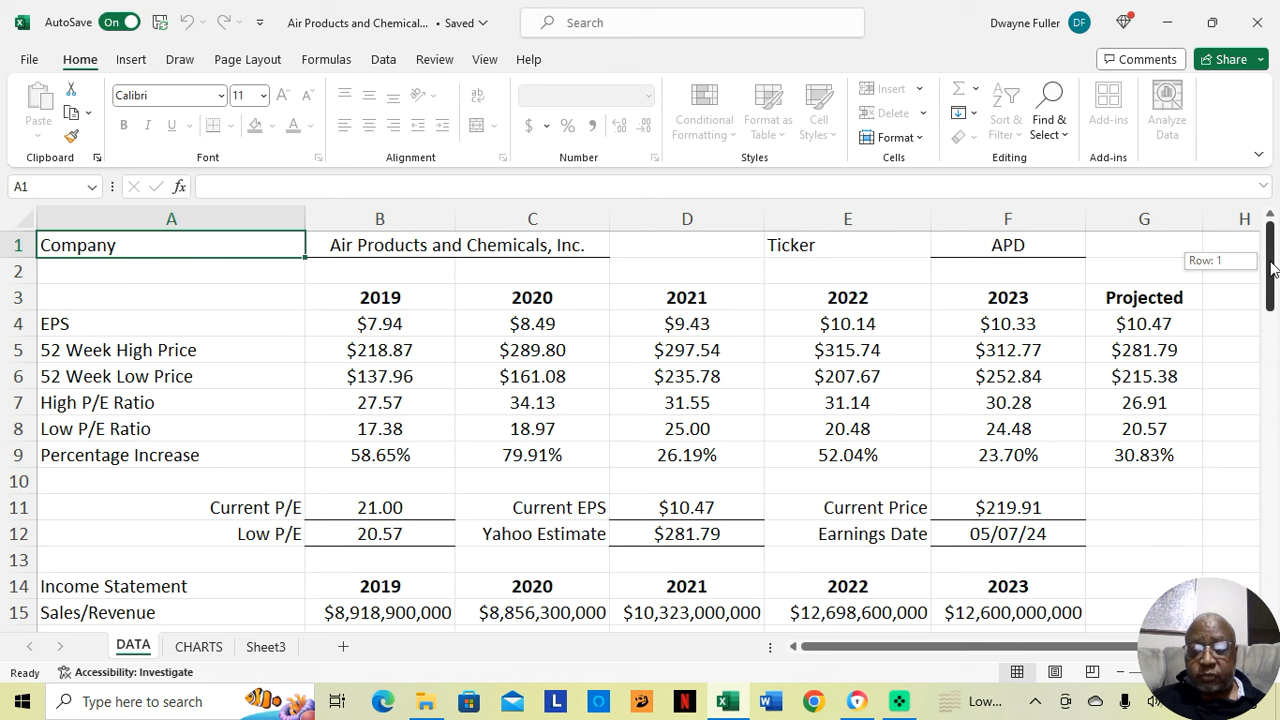 AutoSave On Air Products and Chemical... • Saved Search Dwayne Fuller DF
File Home Insert Draw Page Layout Formulas Data Review View Help Comments Share
Paste Calibri 11 B I U $ % Conditional Formatting Format as Table Cell Styles Insert Delete Format Sort & Filter Find & Select Add-ins Analyze Data
Clipboard Font Alignment Number Styles Cells Editing Add-ins
A1 fx
A B C D E F G H
1 Company Air Products and Chemicals, Inc. Ticker APD
Row: 1
2
3 2019 2020 2021 2022 2023 Projected
4 EPS $7.94 $8.49 $9.43 $10.14 $10.33 $10.47
5 52 Week High Price $218.87 $289.80 $297.54 $315.74 $312.77 $281.79
6 52 Week Low Price $137.96 $161.08 $235.78 $207.67 $252.84 $215.38
7 High P/E Ratio 27.57 34.13 31.55 31.14 30.28 26.91
8 Low P/E Ratio 17.38 18.97 25.00 20.48 24.48 20.57
9 Percentage Increase 58.65% 79.91% 26.19% 52.04% 23.70% 30.83%
10
11 Current P/E 21.00 Current EPS $10.47 Current Price $219.91
12 Low P/E 20.57 Yahoo Estimate $281.79 Earnings Date 05/07/24
13
14 Income Statement 2019 2020 2021 2022 2023
15 Sales/Revenue $8,918,900,000 $8,856,300,000 $10,323,000,000 $12,698,600,000 $12,600,000,000
DATA CHARTS Sheet3
Ready Accessibility: Investigate
Type here to search Low...